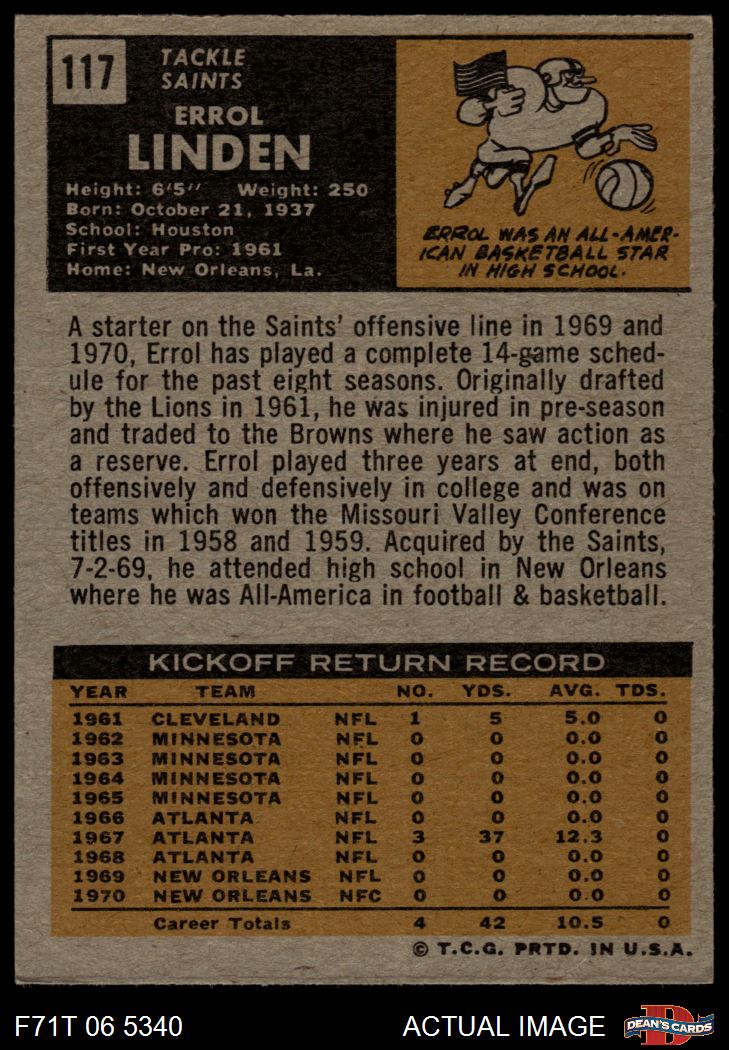 117
TACKLE
SAINTS
ERROL
LINDEN
Height: 6'5" Weight: 250
Born: October 21, 1937
School: Houston
First Year Pro: 1961
Home: New Orleans, La.
ERROL WAS AN ALL-AMER-
ICAN BASKETBALL STAR
IN HIGH SCHOOL.
A starter on the Saints' offensive line in 1969 and
1970, Errol has played a complete 14-game sched-
ule for the past eight seasons. Originally drafted
by the Lions in 1961, he was injured in pre-season
and traded to the Browns where he saw action as
a reserve. Errol played three years at end, both
offensively and defensively in college and was on
teams which won the Missouri Valley Conference
titles in 1958 and 1959. Acquired by the Saints,
7-2-69, he attended high school in New Orleans
where he was All-America in football & basketball.
KICKOFF RETURN RECORD
YEAR TEAM NO. YDS. AVG. TDS.
1961 CLEVELAND NFL 1 5 5.0 0
1962 MINNESOTA NFL 0 0 0.0 0
1963 MINNESOTA NFL 0 0 0.0 0
1964 MINNESOTA NFL 0 0 0.0 0
1965 MINNESOTA NFL 0 0 0.0 0
1966 ATLANTA NFL 0 0 0.0 0
1967 ATLANTA NFL 3 37 12.3 0
1968 ATLANTA NFL 0 0 0.0 0
1969 NEW ORLEANS NFL 0 0 0.0 0
1970 NEW ORLEANS NFC 0 0 0.0 0
Career Totals 4 42 10.5 0
© T.C.G. PRTD. IN U.S.A.
F71T 06 5340 ACTUAL IMAGE
D
DEAN'S CARDS